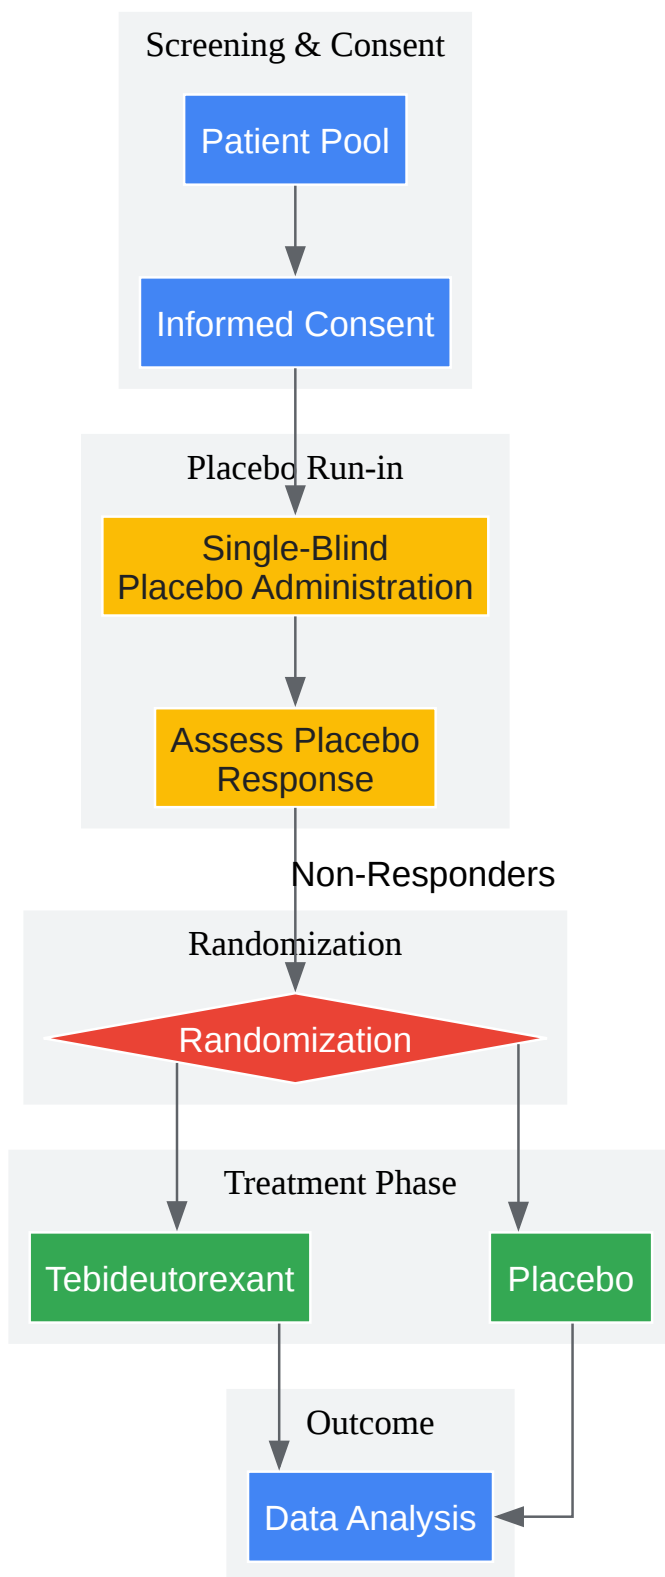 Screening & Consent
Patient Pool
Informed Consent
Placebo Run-in
Single-Blind
Placebo Administration
Assess Placebo
Response
Non-Responders
Randomization
Randomization
Treatment Phase
Tebideutorexant
Placebo
Outcome
Data Analysis